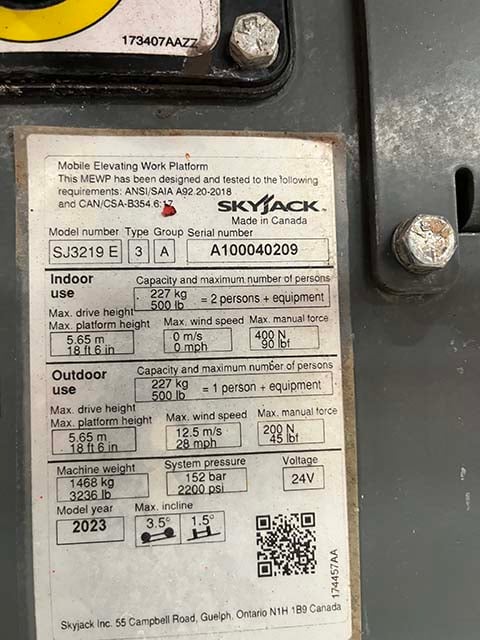 173407AAZZ
Mobile Elevating Work Platform
This MEWP has been designed and tested to the following
requirements: ANSI/SAIA A92.20-2018
and CAN/CSA-B354.6:17
SKYJACK
Made in Canada
Model number Type Group Serial number
SJ3219 E 3 A A100040209
Indoor use
Capacity and maximum number of persons
227 kg
500 lb
= 2 persons + equipment
Max. drive height
Max. platform height
5.65 m
18 ft 6 in
Max. wind speed
0 m/s
0 mph
Max. manual force
400 N
90 lbf
Outdoor use
Capacity and maximum number of persons
227 kg
500 lb
= 1 person + equipment
Max. drive height
Max. platform height
5.65 m
18 ft 6 in
Max. wind speed
12.5 m/s
28 mph
Max. manual force
200 N
45 lbf
Machine weight
1468 kg
3236 lb
System pressure
152 bar
2200 psi
Voltage
24V
Model year
2023
Max. incline
3.5° 1.5°
174457AA
Skyjack Inc. 55 Campbell Road, Guelph, Ontario N1H 1B9 Canada